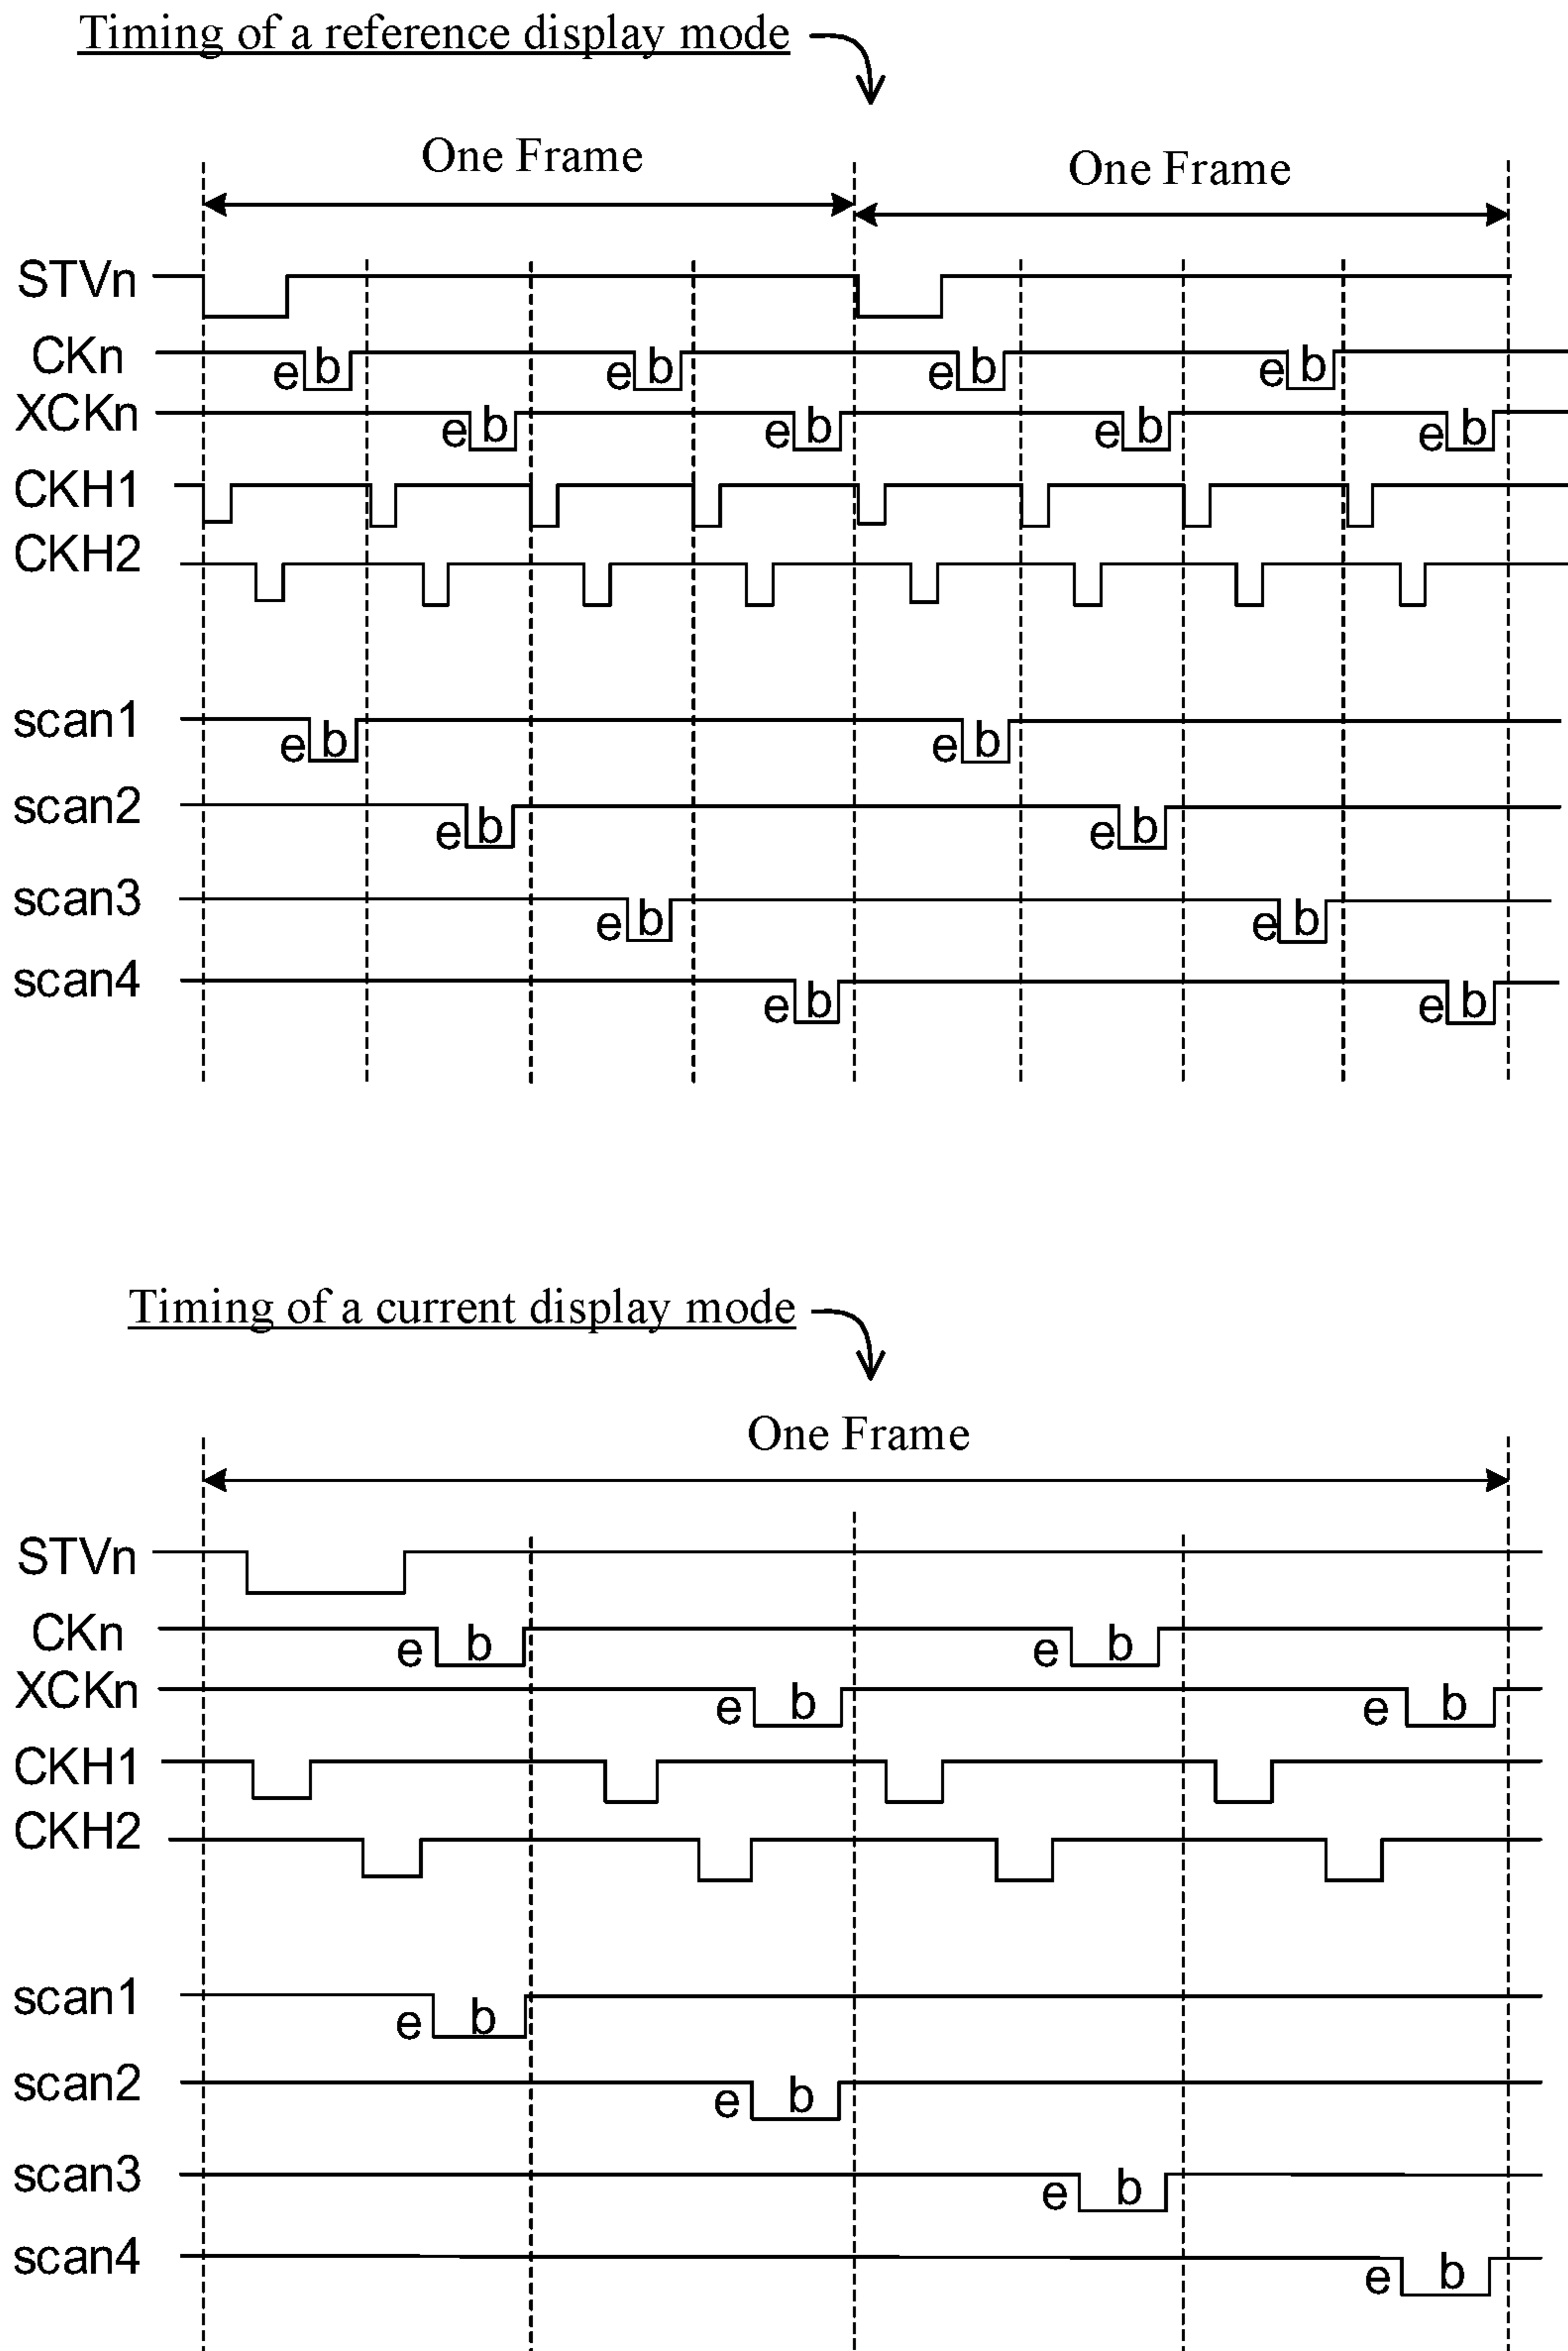 Timing of a reference display mode
One Frame
One Frame
STVn
CKn e b e b e b e b
XCKn e b e b e b e b
CKH1
CKH2
scan1 e b e b
scan2 e b e b
scan3 e b e b
scan4 e b e b
Timing of a current display mode
One Frame
STVn
CKn e b e b
XCKn e b e b
CKH1
CKH2
scan1 e b
scan2 e b
scan3 e b
scan4 e b